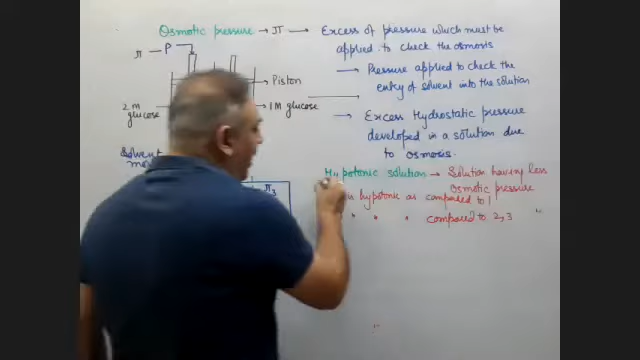 Osmotic pressure → π → Excess of pressure which must be
applied to check the osmosis
π — P
→ Pressure applied to check the
entry of solvent into the solution
Piston
2 M
glucose
1M glucose
→ Excess Hydrostatic pressure
developed in a solution due
to osmosis.
Solvent
Hypotonic solution → Solution having less
Osmotic pressure
π3
is hypotonic as compared to 1
" " " compared to 2, 3 "